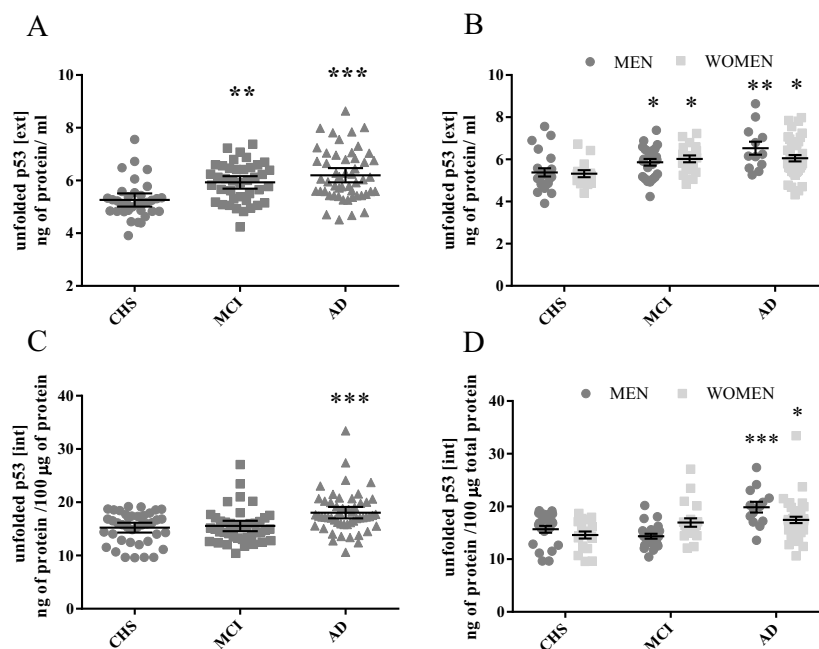 A
unfolded p53 [ext]
ng of protein/ ml
10
8
6
4
2
**
***
CHS
MCI
AD
B
MEN
WOMEN
unfolded p53 [ext]
ng of protein/ ml
10
8
6
4
2
0
*
*
**
*
CHS
MCI
AD
C
unfolded p53 [int]
ng of protein /100 µg of protein
40
30
20
10
0
***
CHS
MCI
AD
D
MEN
WOMEN
unfolded p53 [int]
ng of protein /100 µg total protein
40
30
20
10
0
***
*
CHS
MCI
AD